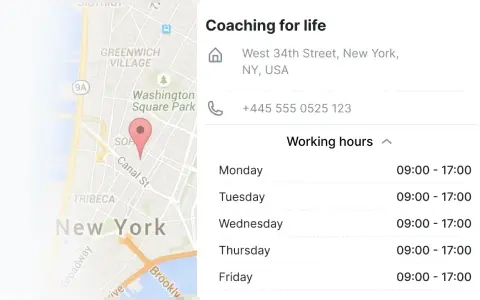 Coaching for life
West 34th Street, New York,
NY, USA
+445 555 0525 123
Working hours
Monday 09:00 - 17:00
Tuesday 09:00 - 17:00
Wednesday 09:00 - 17:00
Thursday 09:00 - 17:00
Friday 09:00 - 17:00
GREENWICH
VILLAGE
9A
Washington
Square Park
SOHO
Canal St
TRIBECA
New York
Broadway